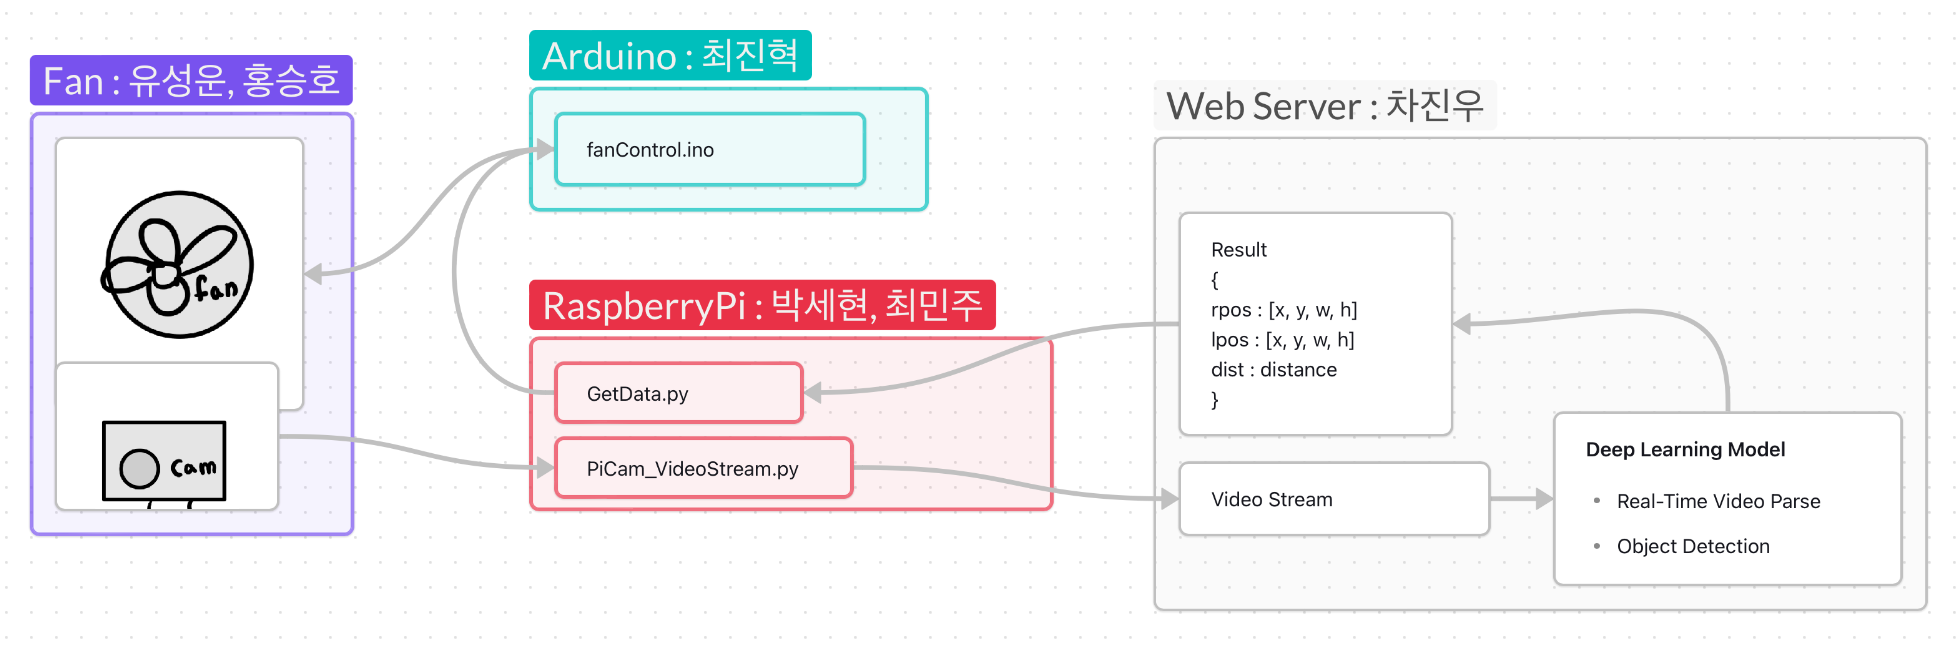 Fan : 유성운, 홍승호
fan
Cam
Arduino : 최진혁
fanControl.ino
RaspberryPi : 박세현, 최민주
GetData.py
PiCam_VideoStream.py
Web Server : 차진우
Result
{
rpos : [x, y, w, h]
lpos : [x, y, w, h]
dist : distance
}
Video Stream
Deep Learning Model
• Real-Time Video Parse
• Object Detection